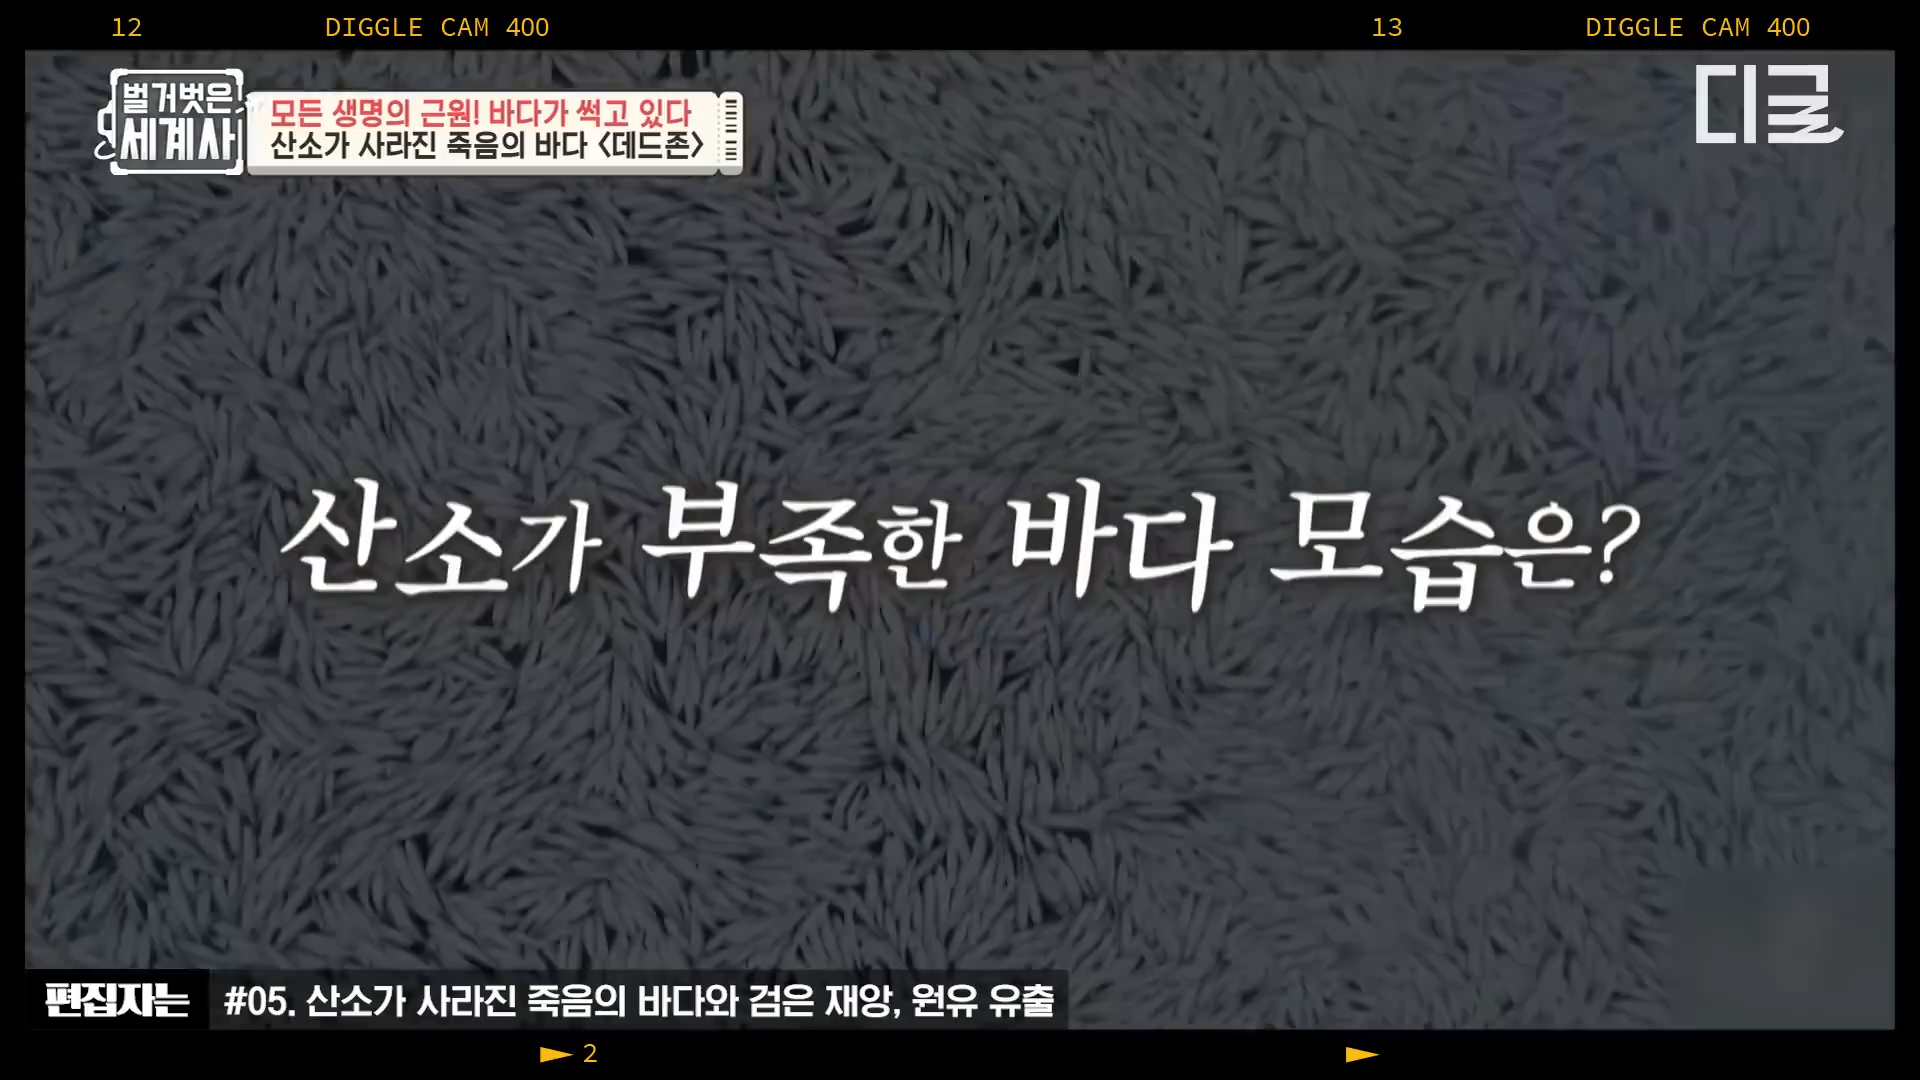 12 DIGGLE CAM 400 13 DIGGLE CAM 400
벌거벗은
세계사
모든 생명의 근원! 바다가 썩고 있다
산소가 사라진 죽음의 바다 <데드존>
디글
산소가 부족한 바다 모습은?
편집자는 #05. 산소가 사라진 죽음의 바다와 검은 재앙, 원유 유출
2